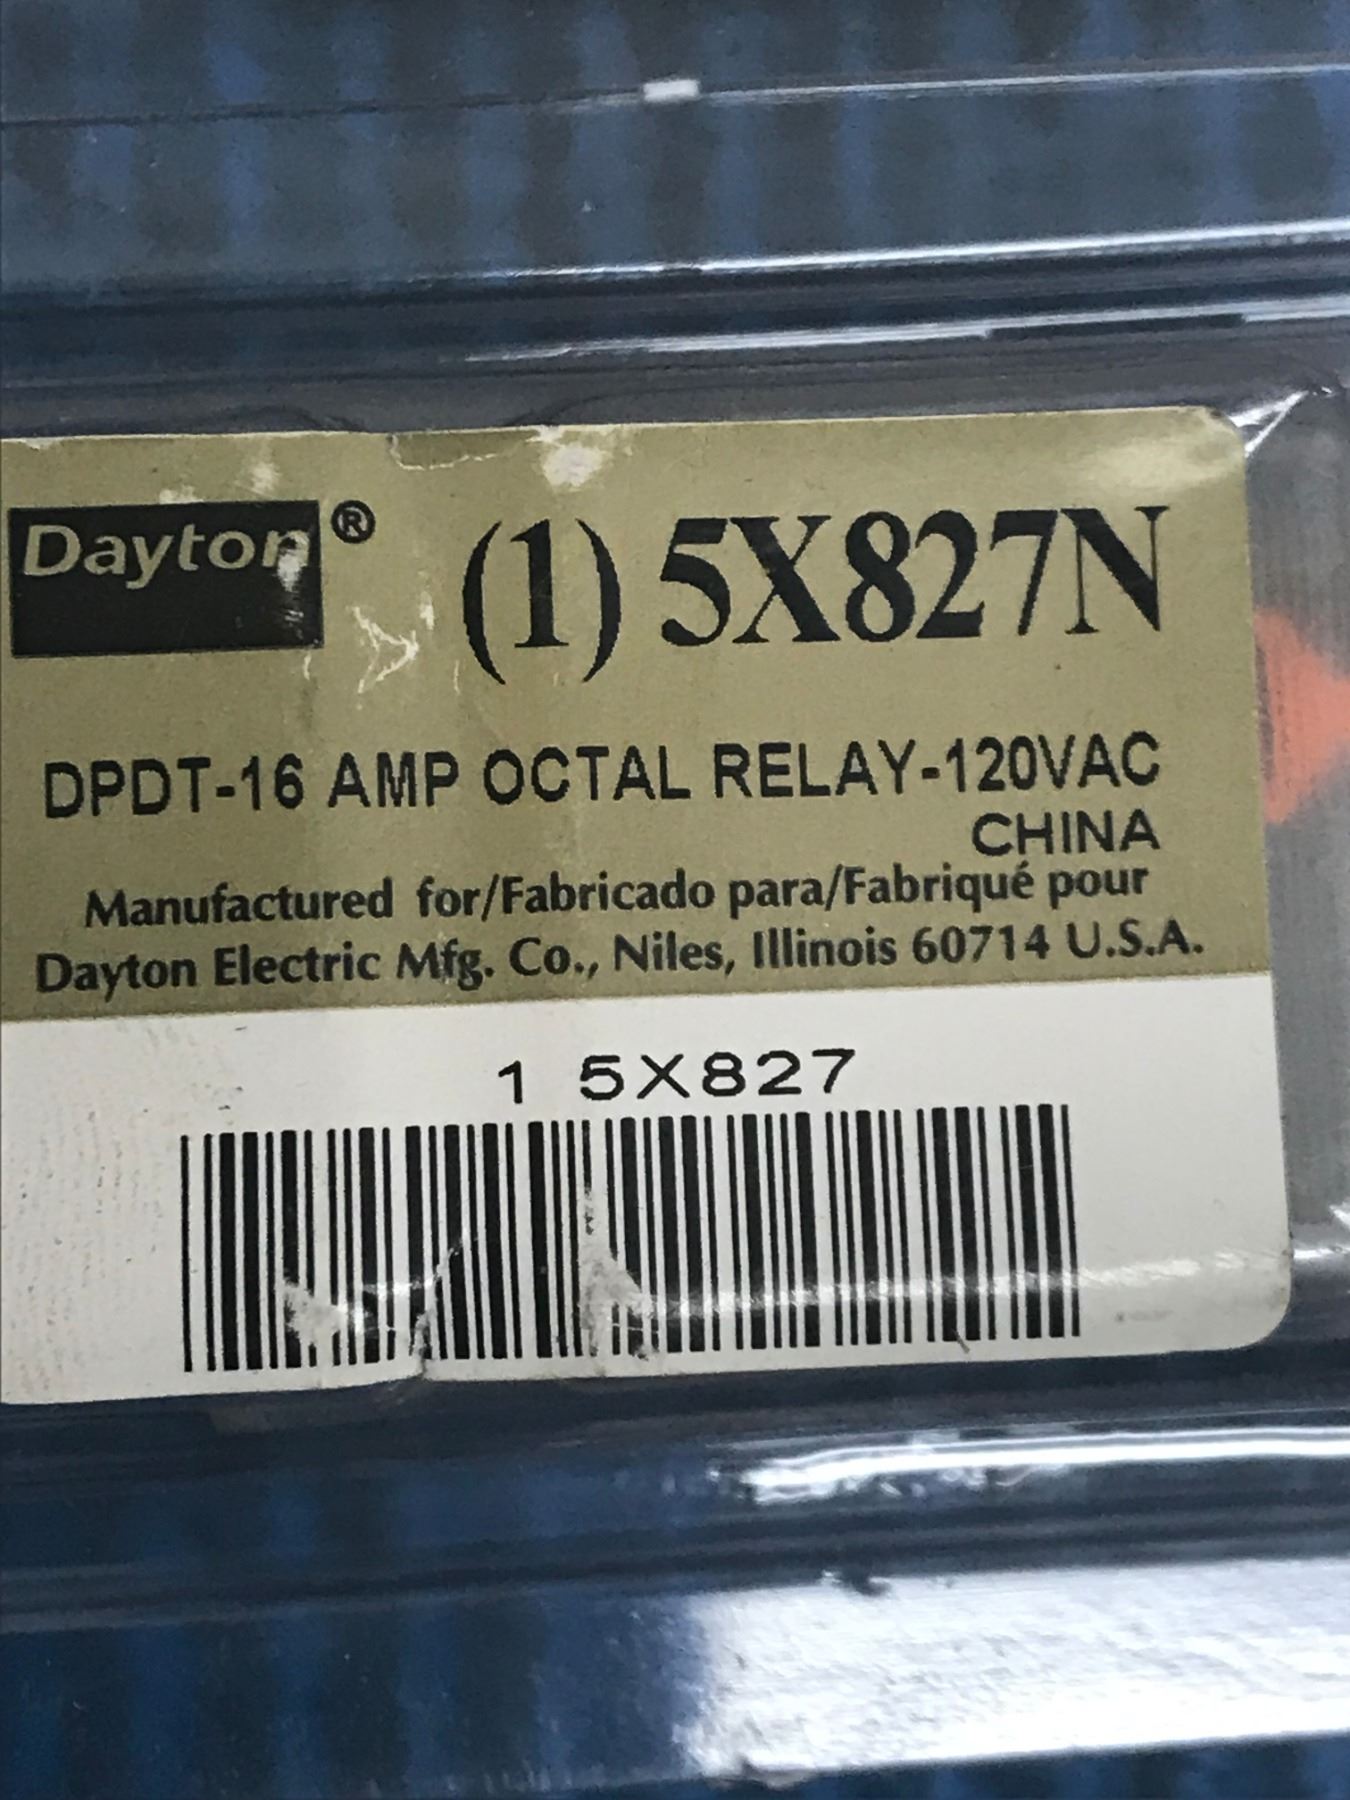 Dayton® (1) 5X827N
DPDT-16 AMP OCTAL RELAY-120VAC
CHINA
Manufactured for/Fabricado para/Fabriqué pour
Dayton Electric Mfg. Co., Niles, Illinois 60714 U.S.A.
1 5X827